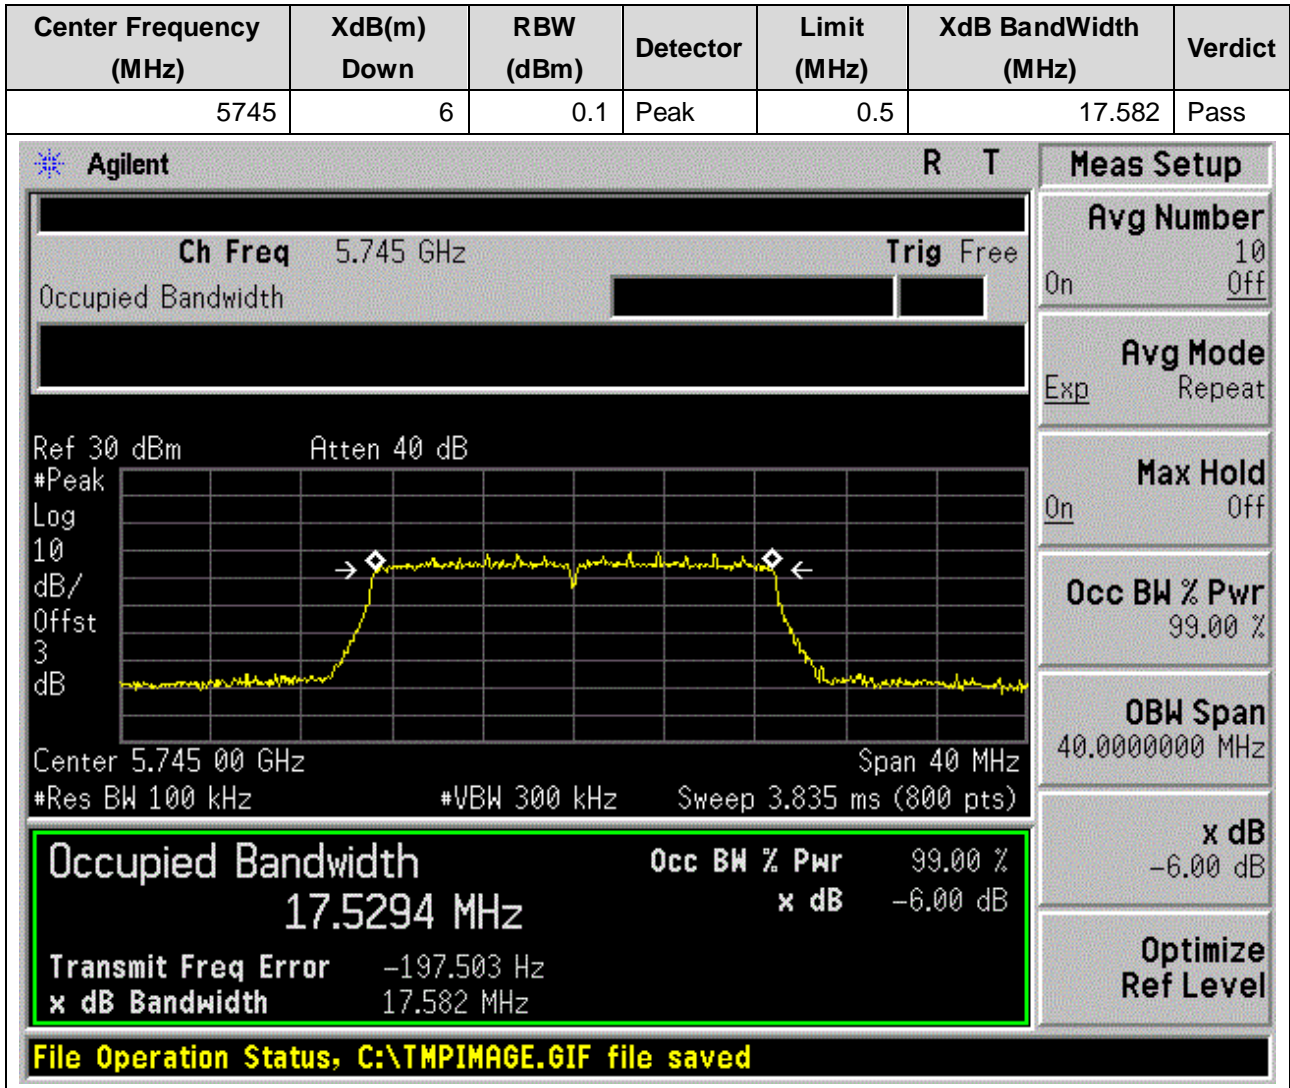 Center Frequency (MHz) XdB(m) Down RBW (dBm) Detector Limit (MHz) XdB BandWidth (MHz) Verdict
5745 6 0.1 Peak 0.5 17.582 Pass
Agilent R T Meas Setup
Ch Freq 5.745 GHz Trig Free
Occupied Bandwidth
Avg Number
10
On Off
Avg Mode
Exp Repeat
Max Hold
On Off
Occ BW % Pwr
99.00 %
OBW Span
40.0000000 MHz
x dB
-6.00 dB
Optimize
Ref Level
Ref 30 dBm Atten 40 dB
#Peak
Log
10
dB/
Offst
3
dB
Center 5.745 00 GHz Span 40 MHz
#Res BW 100 kHz #VBW 300 kHz Sweep 3.835 ms (800 pts)
Occupied Bandwidth Occ BW % Pwr 99.00 %
17.5294 MHz x dB -6.00 dB
Transmit Freq Error -197.503 Hz
x dB Bandwidth 17.582 MHz
File Operation Status, C:\TMPIMAGE.GIF file saved